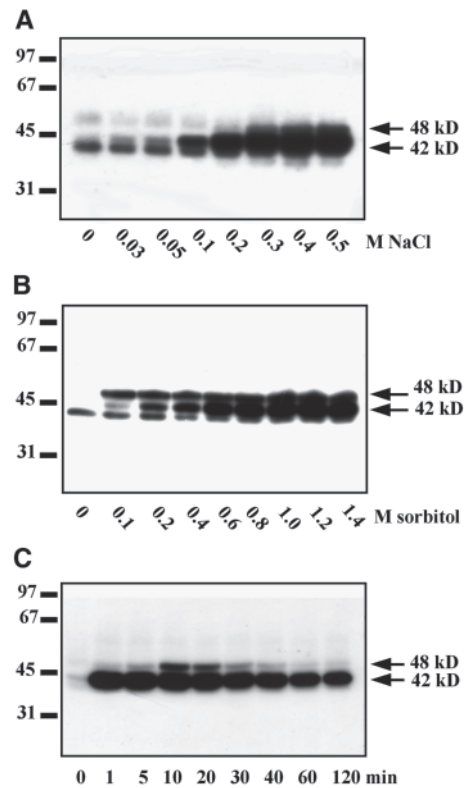 A
97
67
45
31
48 kD
42 kD
0 0.03 0.05 0.1 0.2 0.3 0.4 0.5 M NaCl
B
97
67
45
31
48 kD
42 kD
0 0.1 0.2 0.4 0.6 0.8 1.0 1.2 1.4 M sorbitol
C
97
67
45
31
48 kD
42 kD
0 1 5 10 20 30 40 60 120 min